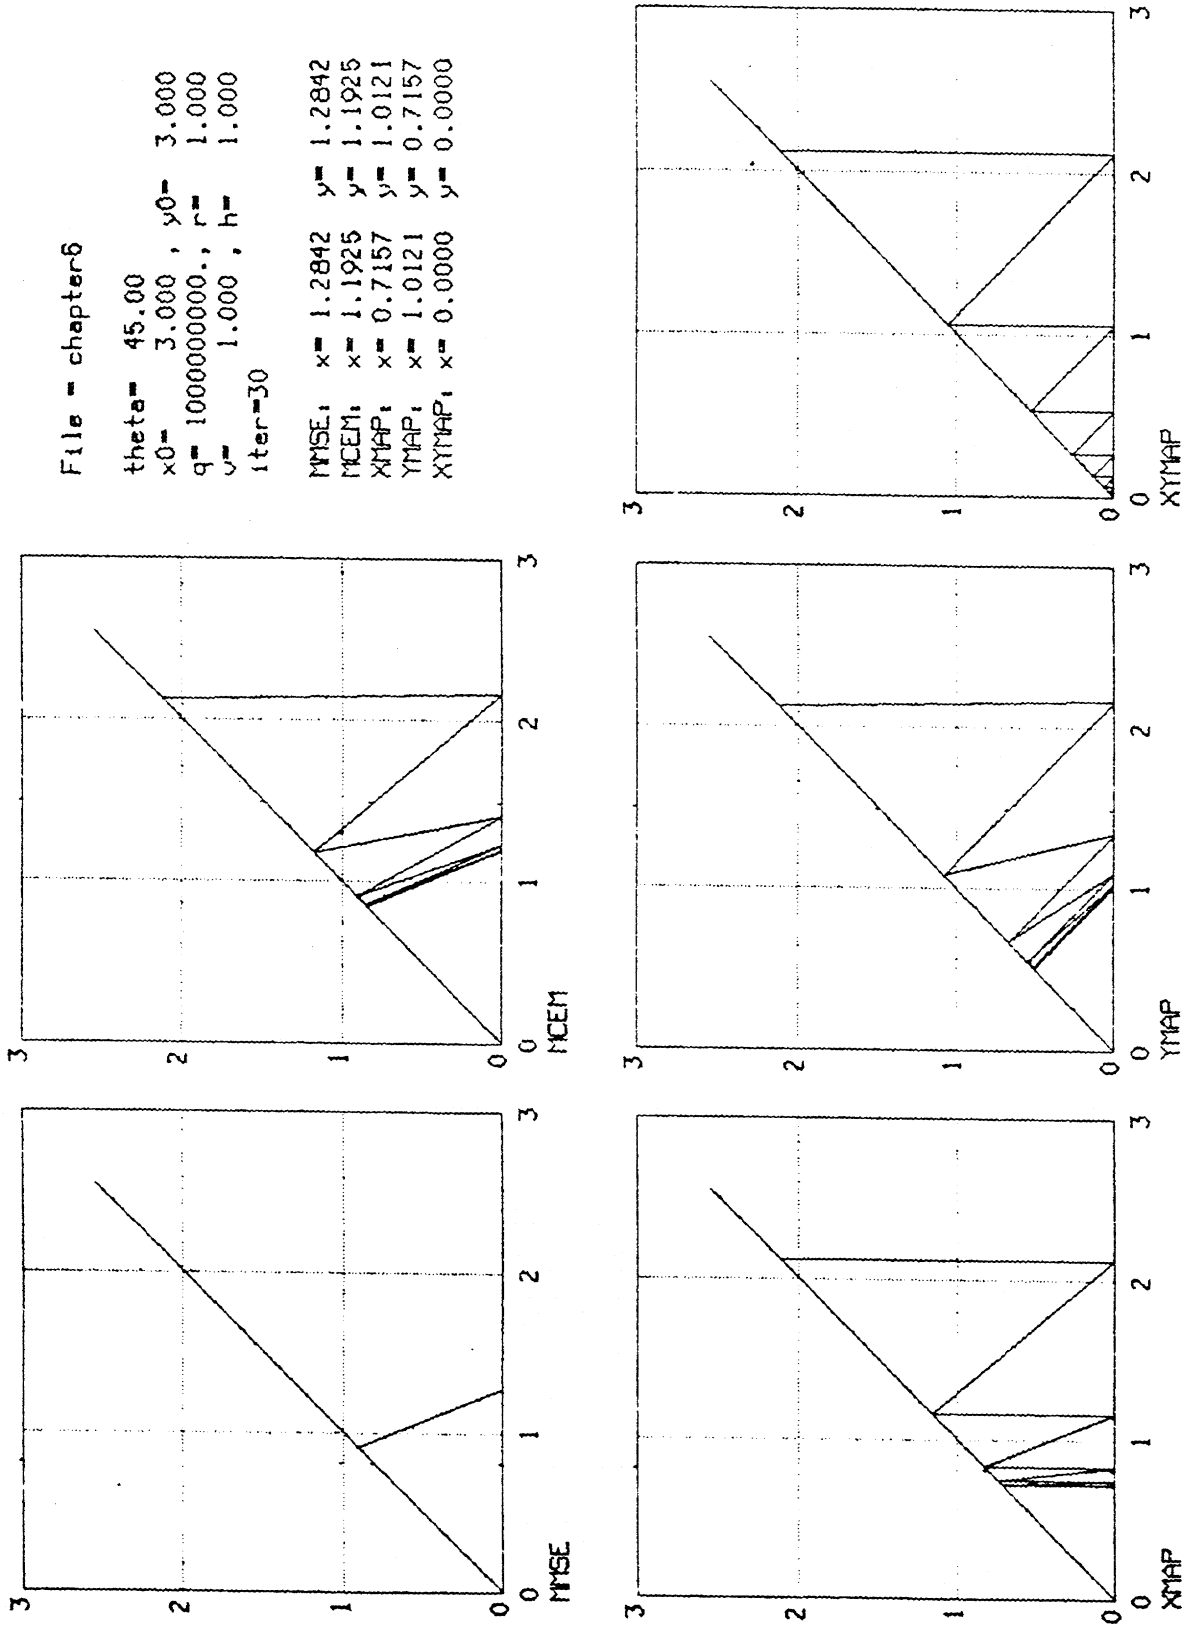 3
2
1
0
0 1 2 3
MMSE
3
2
1
0
0 1 2 3
MCEM
File = chapter6
theta= 45.00
x0= 3.000 , y0= 3.000
q= 1000000000., r= 1.000
v= 1.000 , h= 1.000
iter=30
MMSE: x= 1.2842 y= 1.2842
MCEM: x= 1.1925 y= 1.1925
XMAP: x= 0.7157 y= 1.0121
YMAP: x= 1.0121 y= 0.7157
XYMAP: x= 0.0000 y= 0.0000
3
2
1
0
0 1 2 3
XMAP
3
2
1
0
0 1 2 3
YMAP
3
2
1
0
0 1 2 3
XYMAP